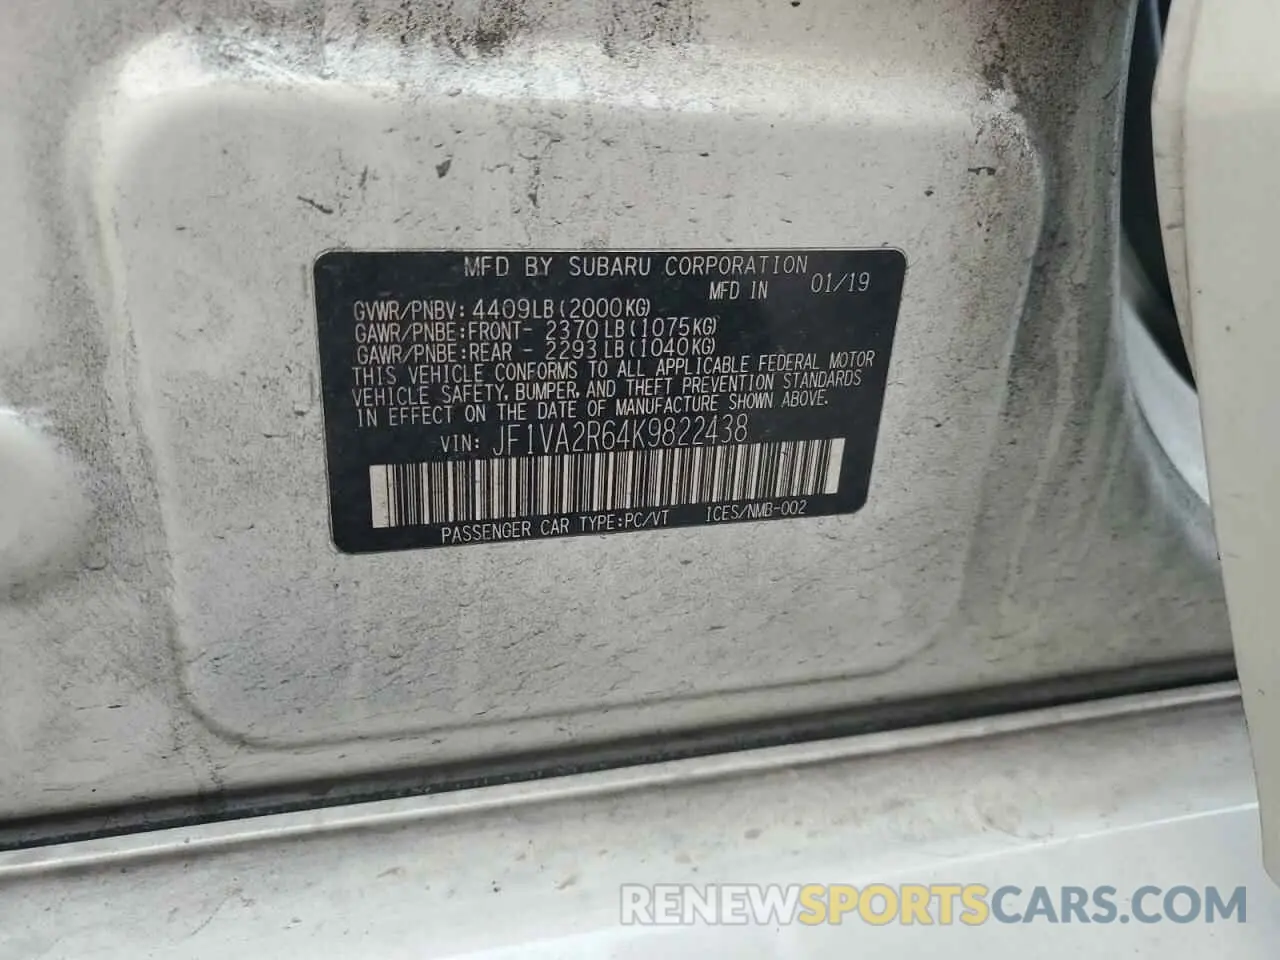 MFD BY SUBARU CORPORATION
MFD IN 01/19
GVWR/PNBV: 4409LB(2000KG)
GAWR/PNBE:FRONT- 2370LB(1075KG)
GAWR/PNBE:REAR - 2293LB(1040KG)
THIS VEHICLE CONFORMS TO ALL APPLICABLE FEDERAL MOTOR
VEHICLE SAFETY, BUMPER, AND THEFT PREVENTION STANDARDS
IN EFFECT ON THE DATE OF MANUFACTURE SHOWN ABOVE.
VIN: JF1VA2R64K9822438
PASSENGER CAR TYPE:PC/VT ICES/NMB-002
RENEWSPORTSCARS.COM